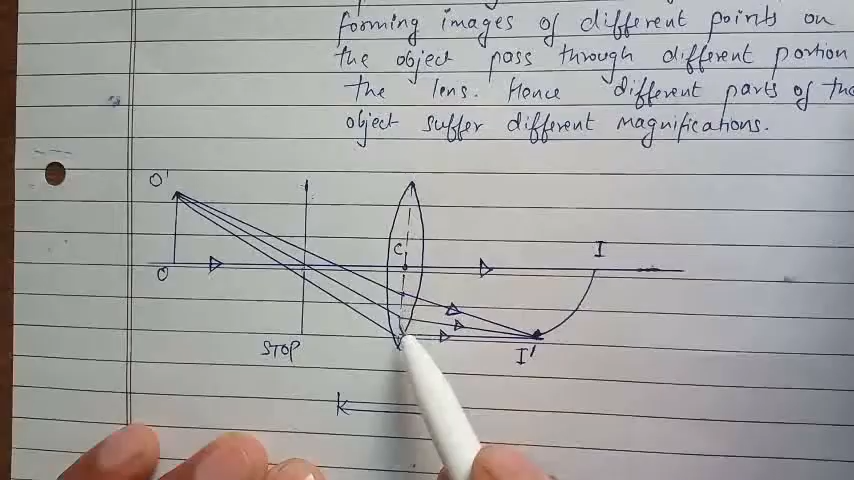 forming images of different points on
the object pass through different portion
the lens. Hence different parts of the
object suffer different magnifications.
O'
C
I
O
STOP
I'